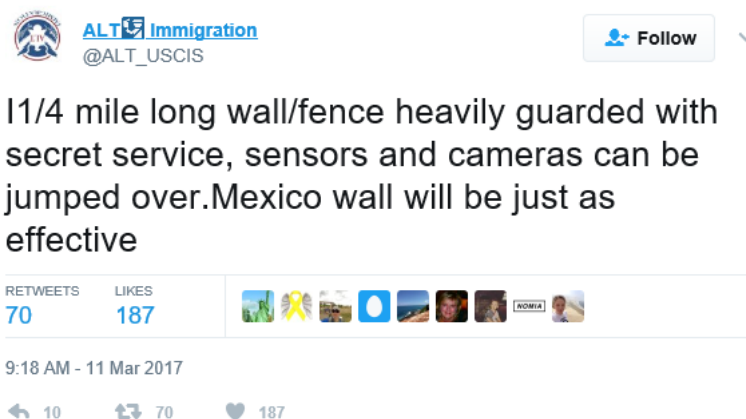 ALT Immigration
@ALT_USCIS
Follow
I1/4 mile long wall/fence heavily guarded with
secret service, sensors and cameras can be
jumped over.Mexico wall will be just as
effective
RETWEETS LIKES
70 187
NOMIA
9:18 AM - 11 Mar 2017
10 70 187